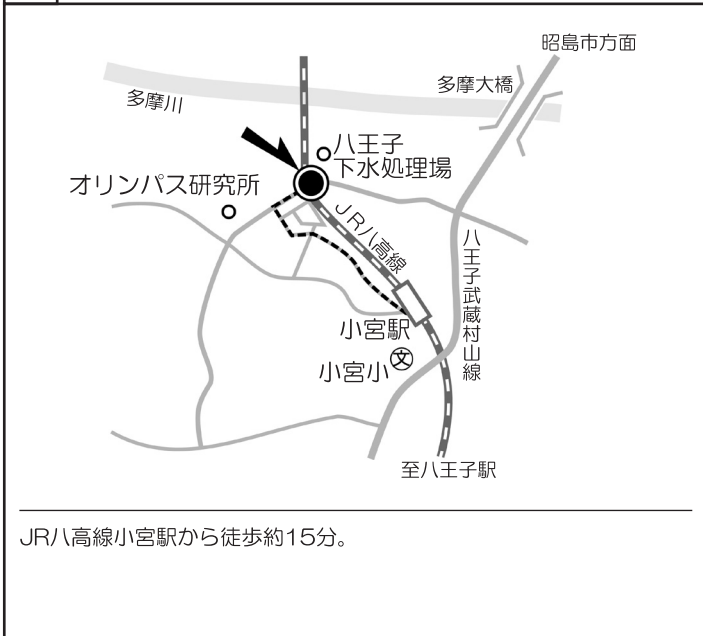 昭島市方面
多摩大橋
多摩川
八王子
下水処理場
オリンパス研究所
JR八高線
八王子武蔵村山線
小宮駅
小宮小
文
至八王子駅
JR八高線小宮駅から徒歩約15分。